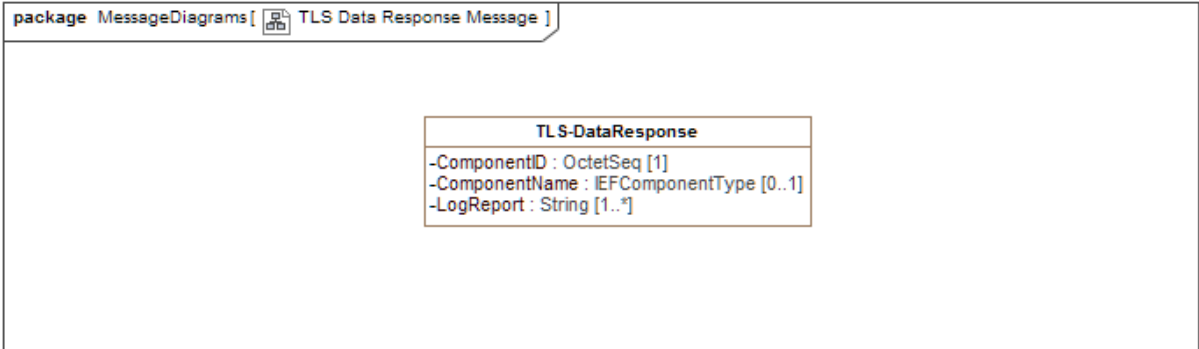 package MessageDiagrams[ TLS Data Response Message ]
TLS-DataResponse
-ComponentID : OctetSeq [1]
-ComponentName : IEFComponentType [0..1]
-LogReport : String [1..*]